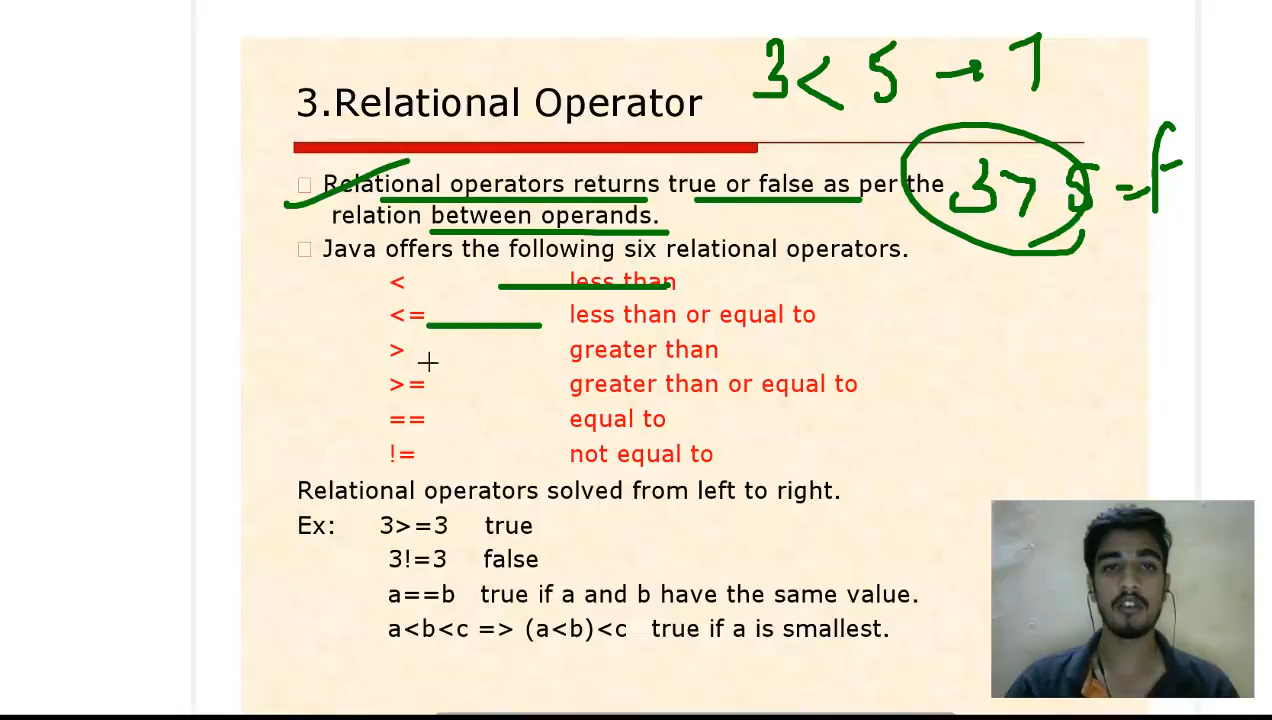 3 < 5 → T
3.Relational Operator
Relational operators returns true or false as per the
relation between operands.
3 > 5 = F
Java offers the following six relational operators.
< less than
<= less than or equal to
> greater than
>= greater than or equal to
== equal to
!= not equal to
Relational operators solved from left to right.
Ex: 3>=3 true
3!=3 false
a==b true if a and b have the same value.
a<b<c => (a<b)<c true if a is smallest.